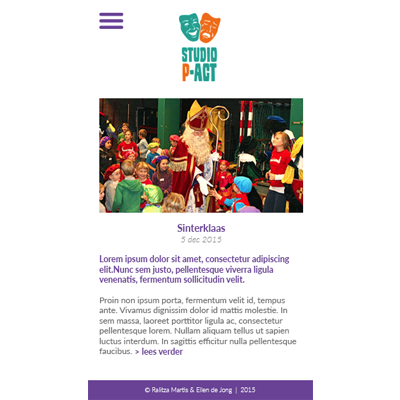 STUDIO
P-ACT
Sinterklaas
5 dec 2015
Lorem ipsum dolor sit amet, consectetur adipiscing
elit.Nunc sem justo, pellentesque viverra ligula
venenatis, fermentum sollicitudin velit.
Proin non ipsum porta, fermentum velit id, tempus
ante. Vivamus dignissim dolor id mattis molestie. In
sem massa, laoreet porttitor ligula ac, consectetur
pellentesque lorem. Nullam aliquam tellus ut sapien
luctus interdum. In sagittis efficitur nulla pellentesque
faucibus. > lees verder
© Ralitza Martis & Ellen de Jong | 2015